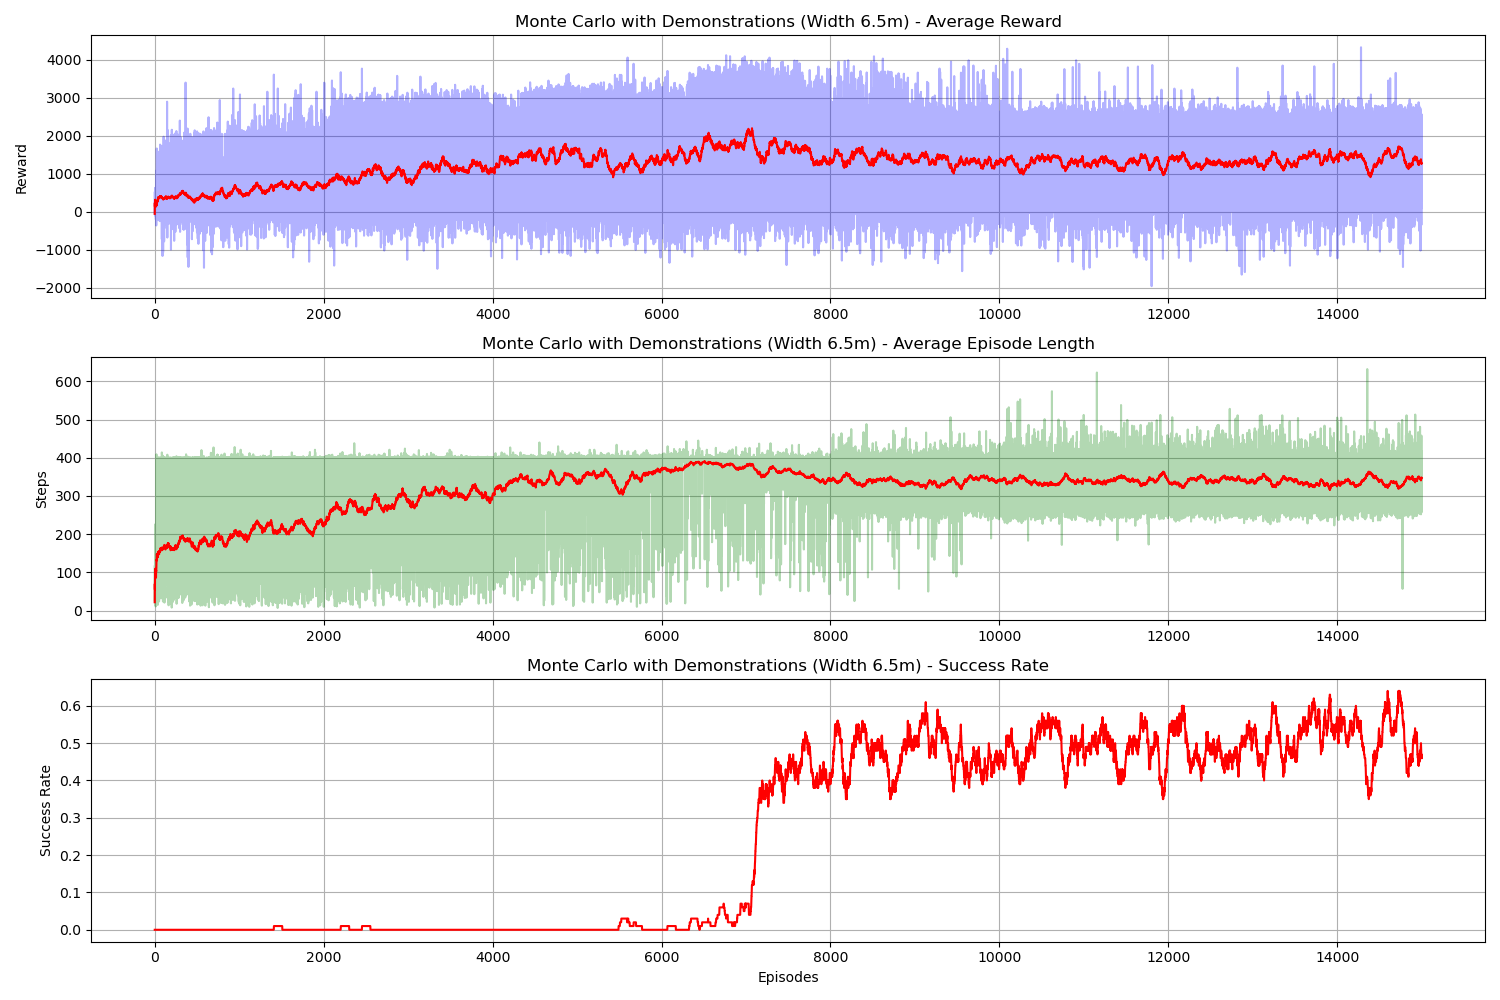 Monte Carlo with Demonstrations (Width 6.5m) - Average Reward
Reward
4000
3000
2000
1000
0
−1000
−2000
0 2000 4000 6000 8000 10000 12000 14000
Monte Carlo with Demonstrations (Width 6.5m) - Average Episode Length
Steps
600
500
400
300
200
100
0
0 2000 4000 6000 8000 10000 12000 14000
Monte Carlo with Demonstrations (Width 6.5m) - Success Rate
Success Rate
0.6
0.5
0.4
0.3
0.2
0.1
0.0
0 2000 4000 6000 8000 10000 12000 14000
Episodes